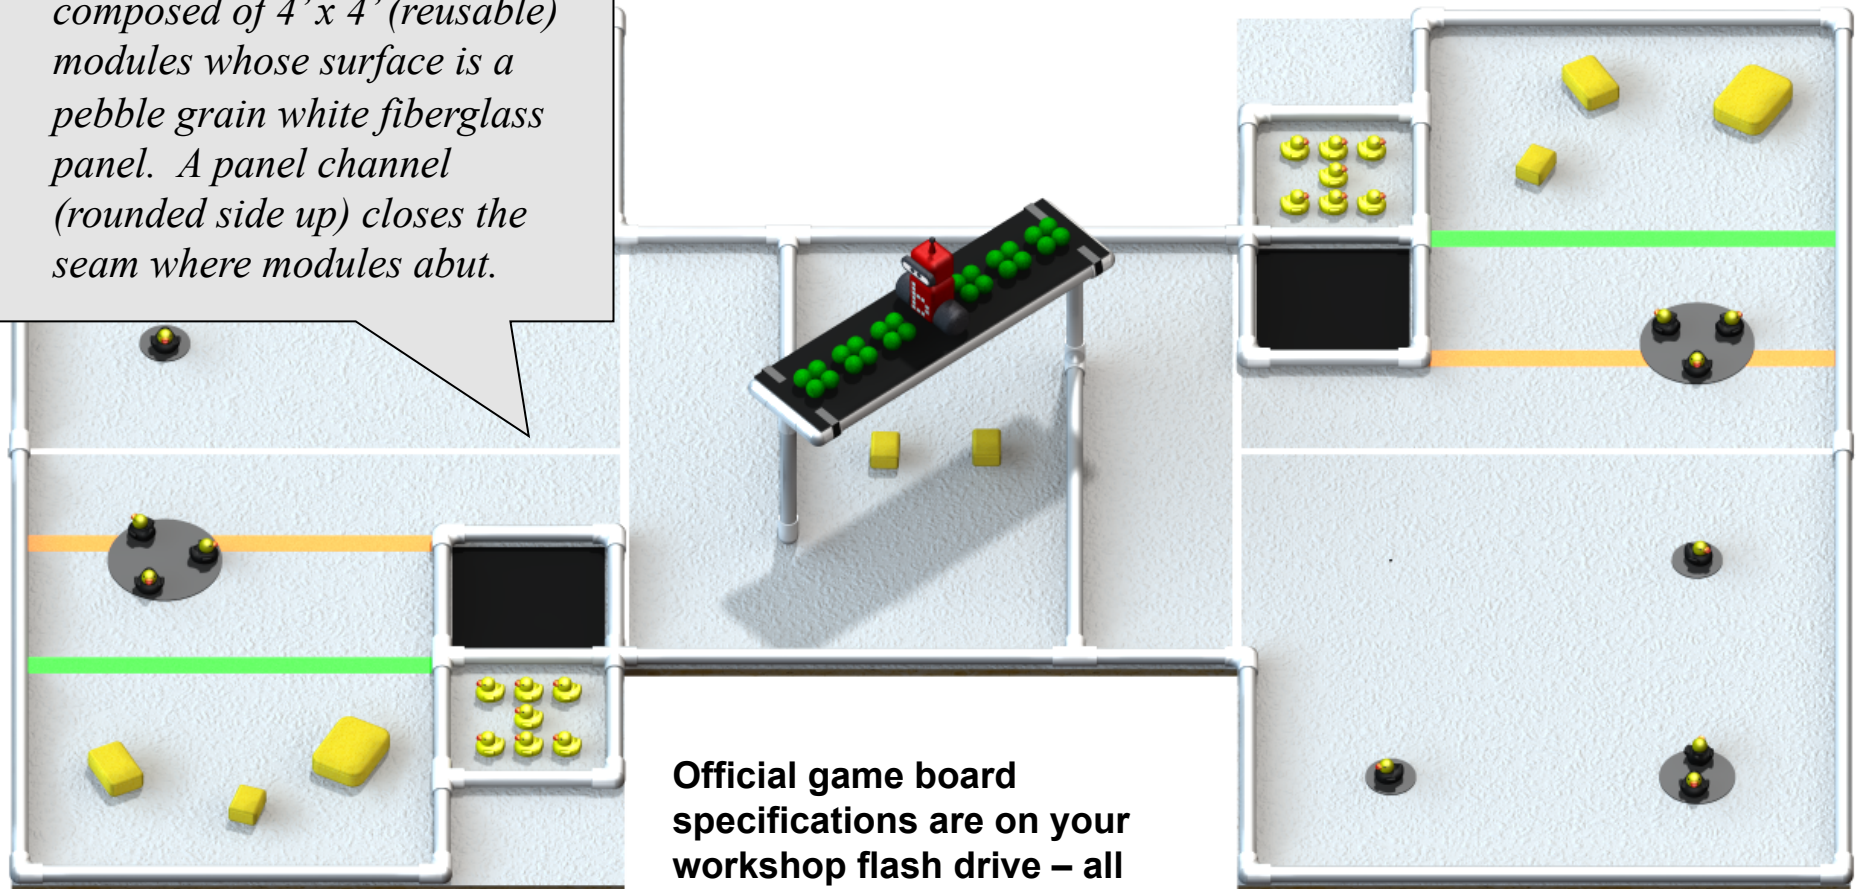 composed of 4’ x 4’ (reusable)
modules whose surface is a
pebble grain white fiberglass
panel.  A panel channel
(rounded side up) closes the
seam where modules abut.
Official game board
specifications are on your
workshop flash drive – all